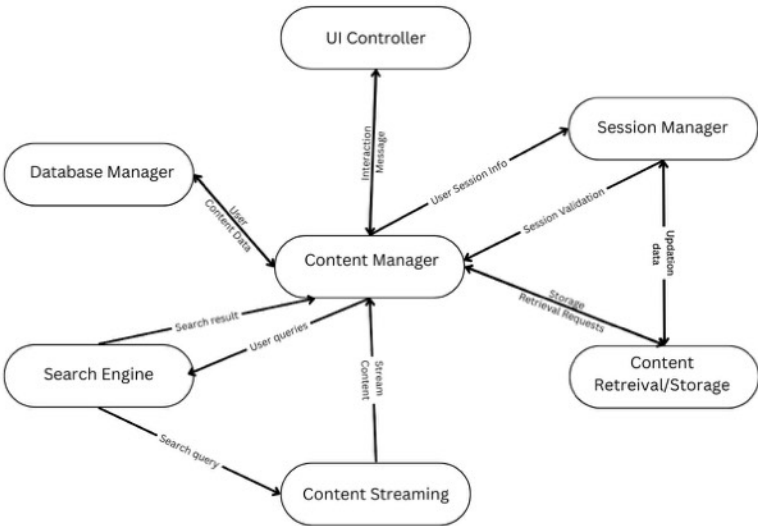 UI Controller
Session Manager
Interaction
Message
Database Manager
User Session Info
User
Content Data
Session Validation
Updation
data
Content Manager
Storage
Retrieval Requests
Search result
User queries
Stream
Content
Search Engine
Content
Retreival/Storage
Search query
Content Streaming